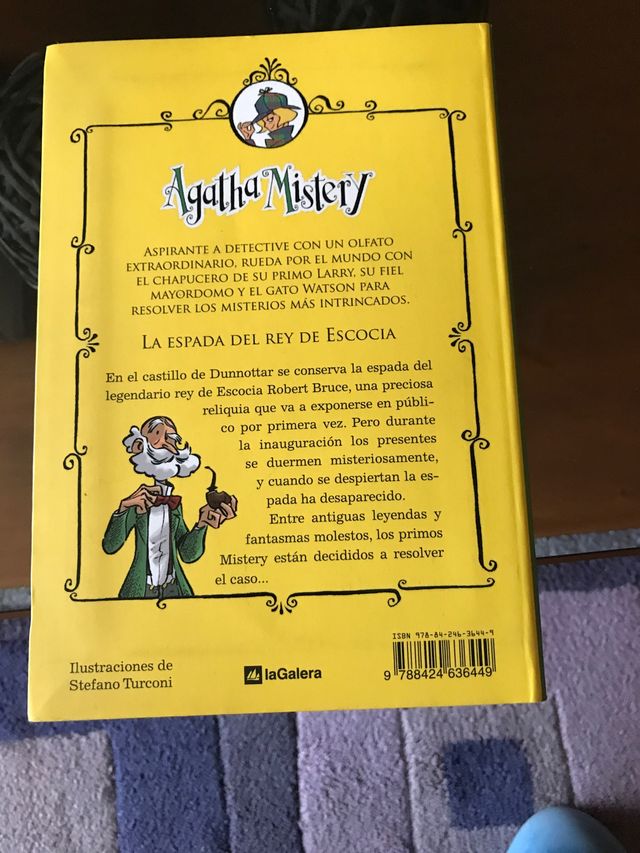 Agatha Mistery
Aspirante a detective con un olfato
extraordinario, rueda por el mundo con
el chapucero de su primo Larry, su fiel
mayordomo y el gato Watson para
resolver los misterios más intrincados.
La espada del rey de Escocia
En el castillo de Dunnottar se conserva la espada del
legendario rey de Escocia Robert Bruce, una preciosa
reliquia que va a exponerse en públi-
co por primera vez. Pero durante
la inauguración los presentes
se duermen misteriosamente,
y cuando se despiertan la es-
pada ha desaparecido.
Entre antiguas leyendas y
fantasmas molestos, los primos
Mistery están decididos a resolver
el caso...
ISBN 978-84-246-3644-9
Ilustraciones de
Stefano Turconi
laGalera
9 788424 636449